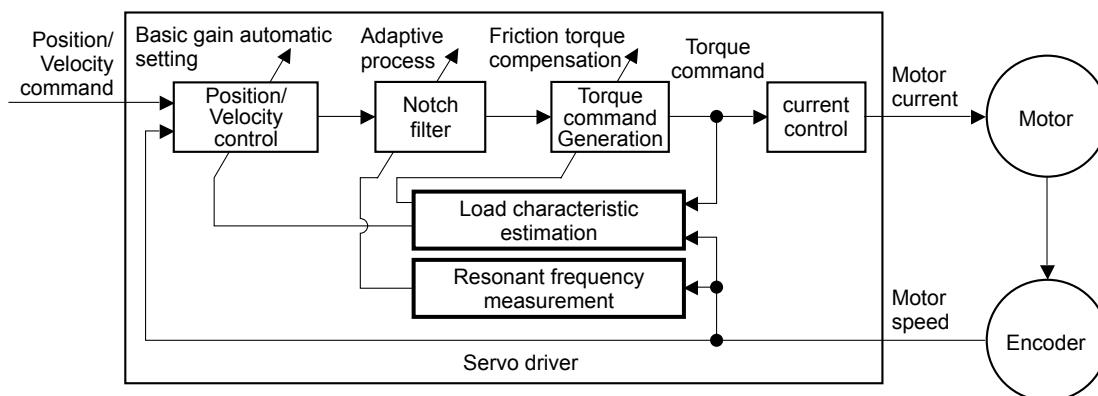 Position/
Velocity
command
Basic gain automatic
setting
Adaptive
process
Friction torque
compensation
Torque
command
Motor
current
Position/
Velocity
control
Notch
filter
Torque
command
Generation
current
control
Motor
Load characteristic
estimation
Resonant frequency
measurement
Motor
speed
Encoder
Servo driver